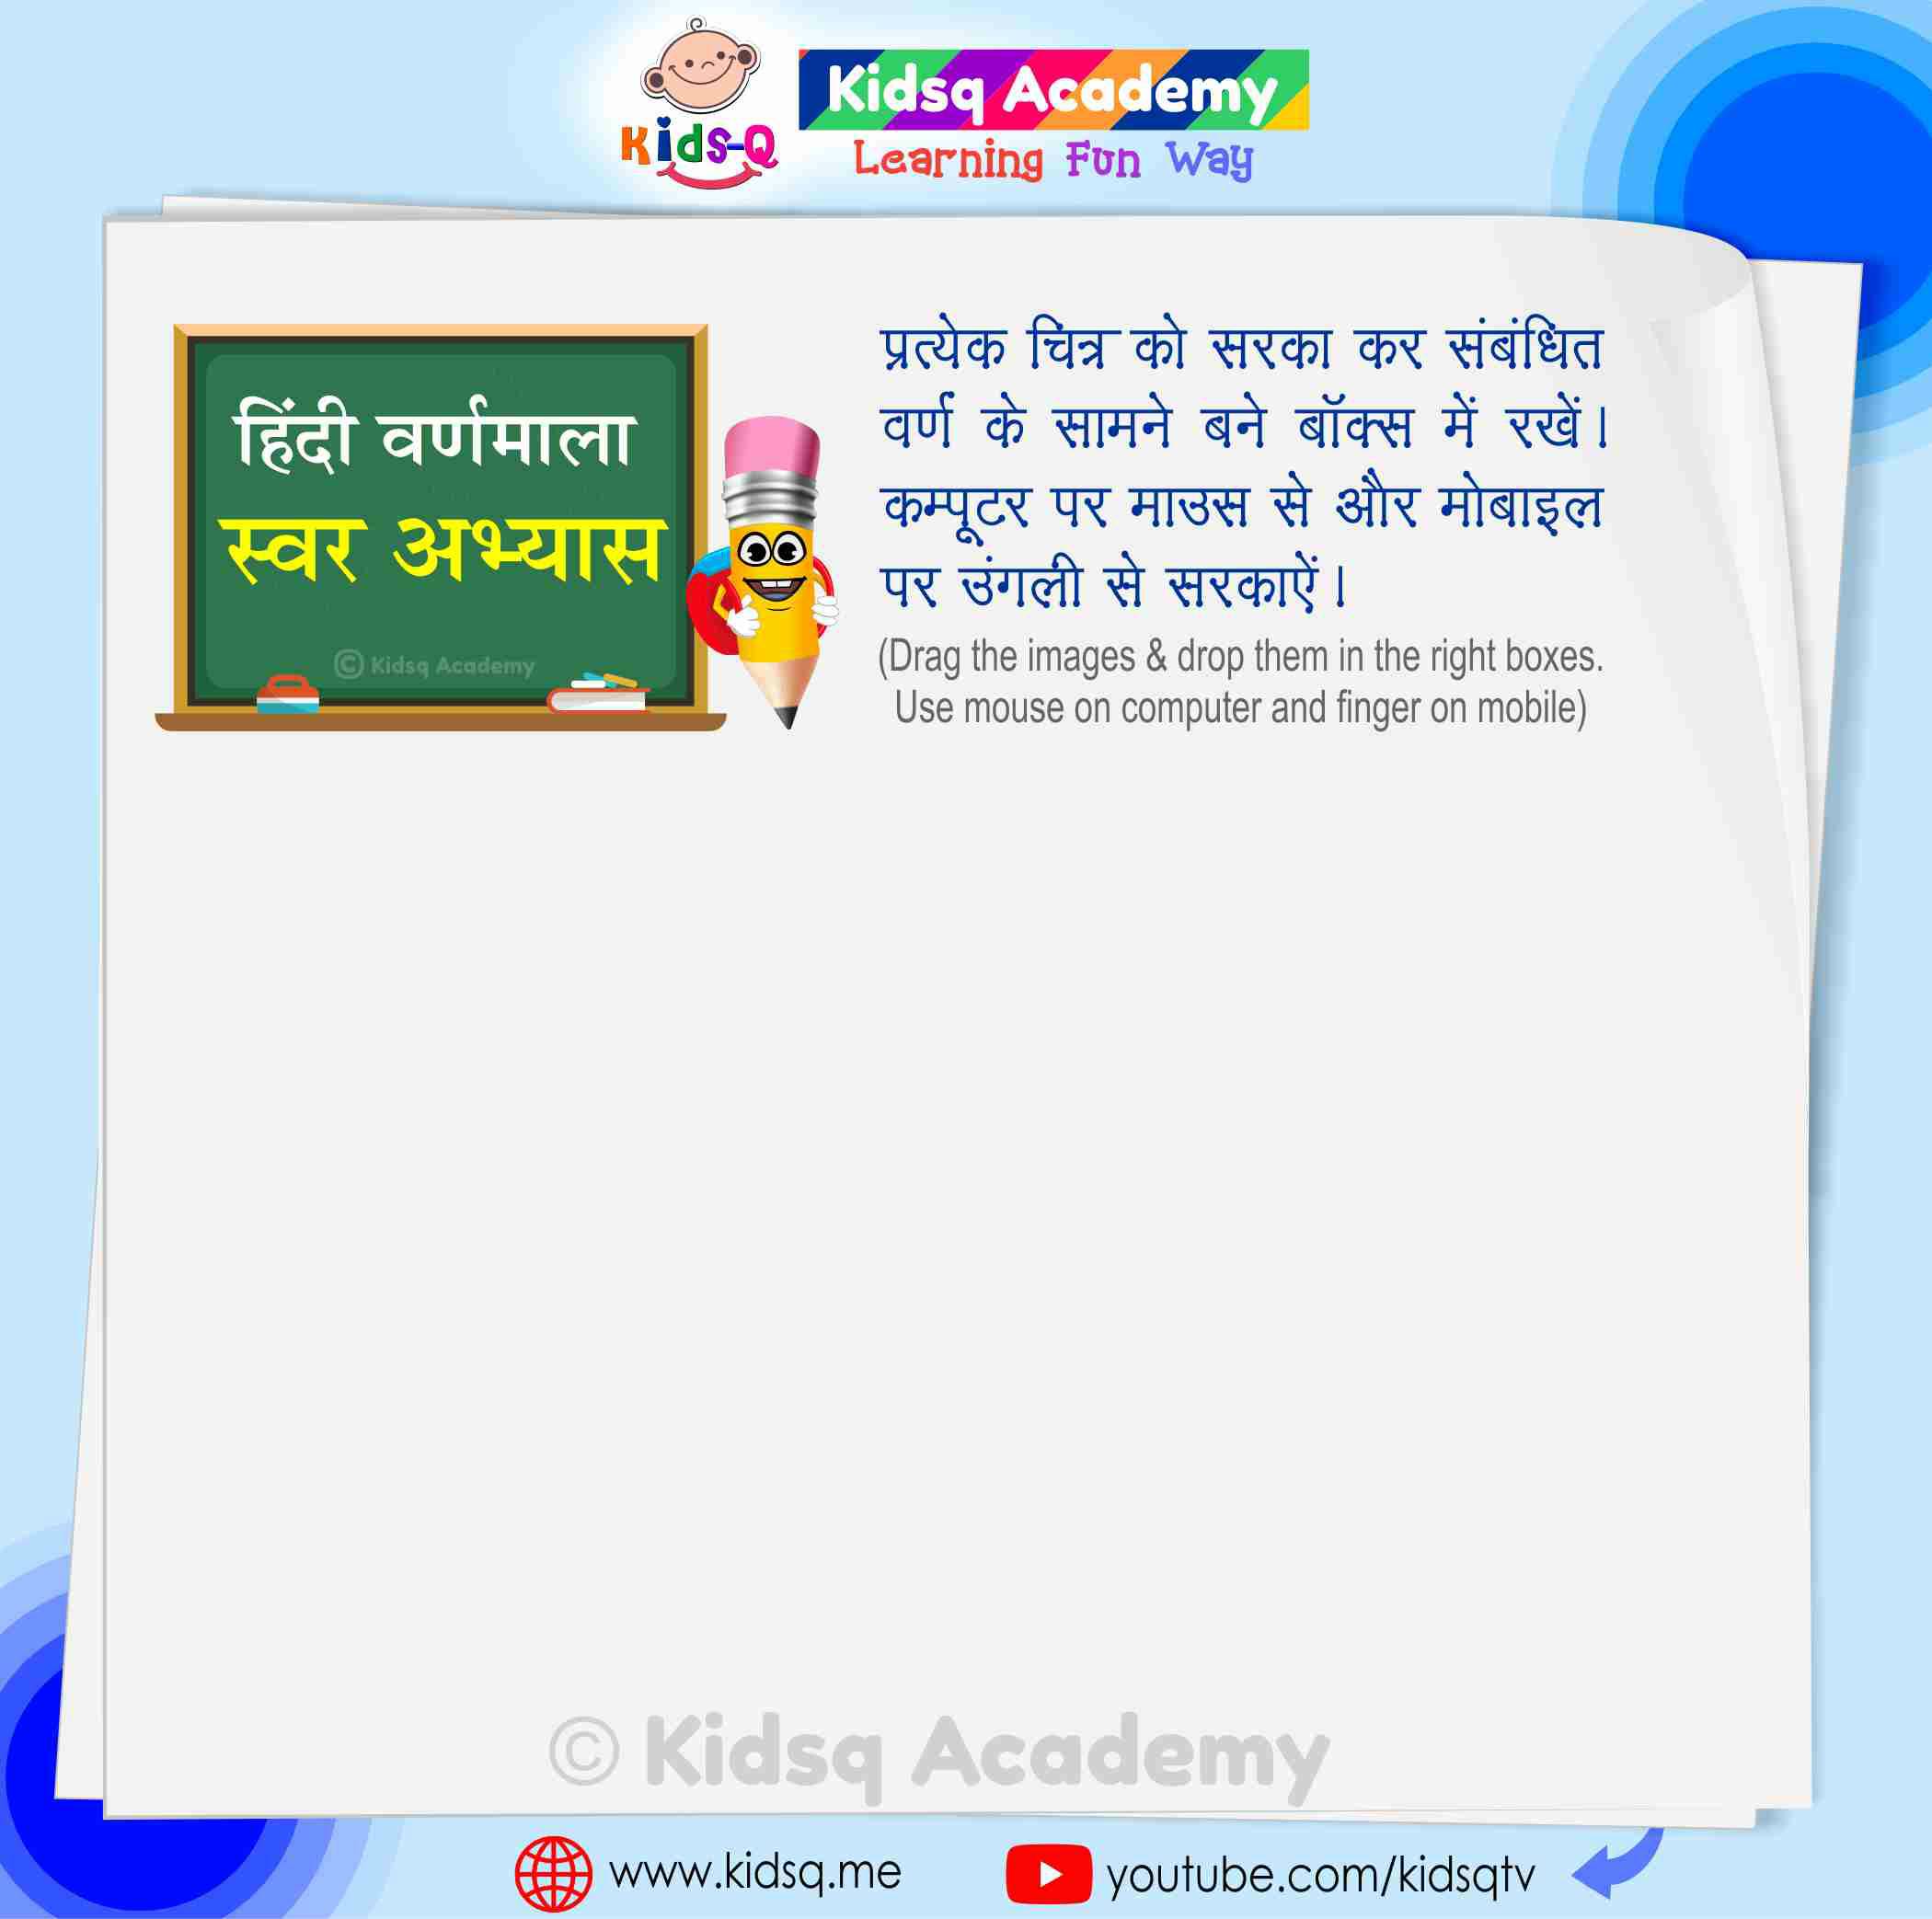 Kids-Q
Kidsq Academy
Learning Fun Way
हिंदी वर्णमाला
स्वर अभ्यास
© Kidsq Academy
प्रत्येक चित्र को सरका कर संबंधित
वर्ण के सामने बने बॉक्स में रखें।
कम्पूटर पर माउस से और मोबाइल
पर उंगली से सरकाऐं।
(Drag the images & drop them in the right boxes.
Use mouse on computer and finger on mobile)
© Kidsq Academy
www.kidsq.me
youtube.com/kidsqtv